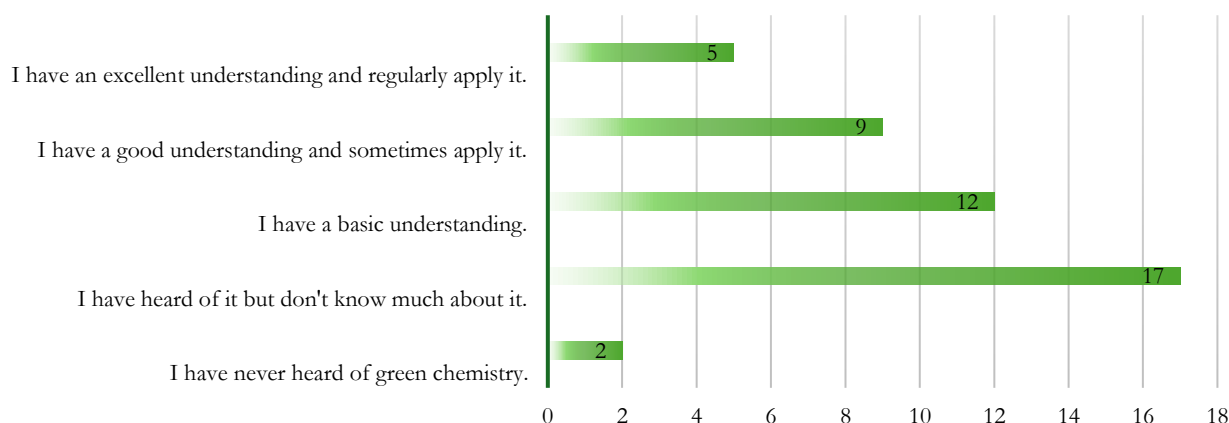 5
I have an excellent understanding and regularly apply it.
9
I have a good understanding and sometimes apply it.
12
I have a basic understanding.
17
I have heard of it but don't know much about it.
2
I have never heard of green chemistry.
0 2 4 6 8 10 12 14 16 18